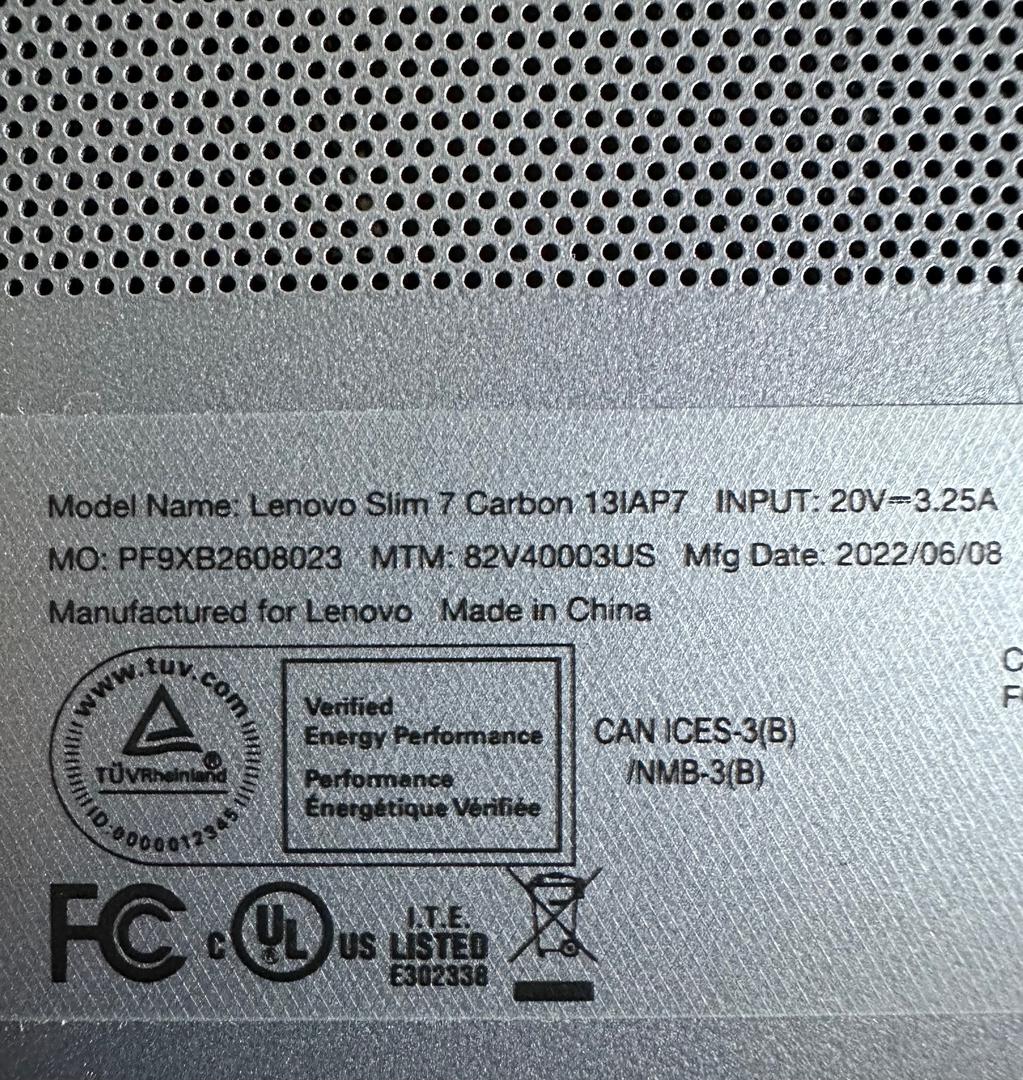 Model Name: Lenovo Slim 7 Carbon 13IAP7 INPUT: 20V⎓3.25A
MO: PF9XB2608023 MTM: 82V40003US Mfg Date: 2022/06/08
Manufactured for Lenovo Made in China
www.tuv.com
TÜVRheinland®
ID:0000012345
Verified
Energy Performance
Performance
Énergétique Vérifiée
CAN ICES-3(B)
/NMB-3(B)
C
F
FC C UL® US I.T.E.
LISTED
E302338